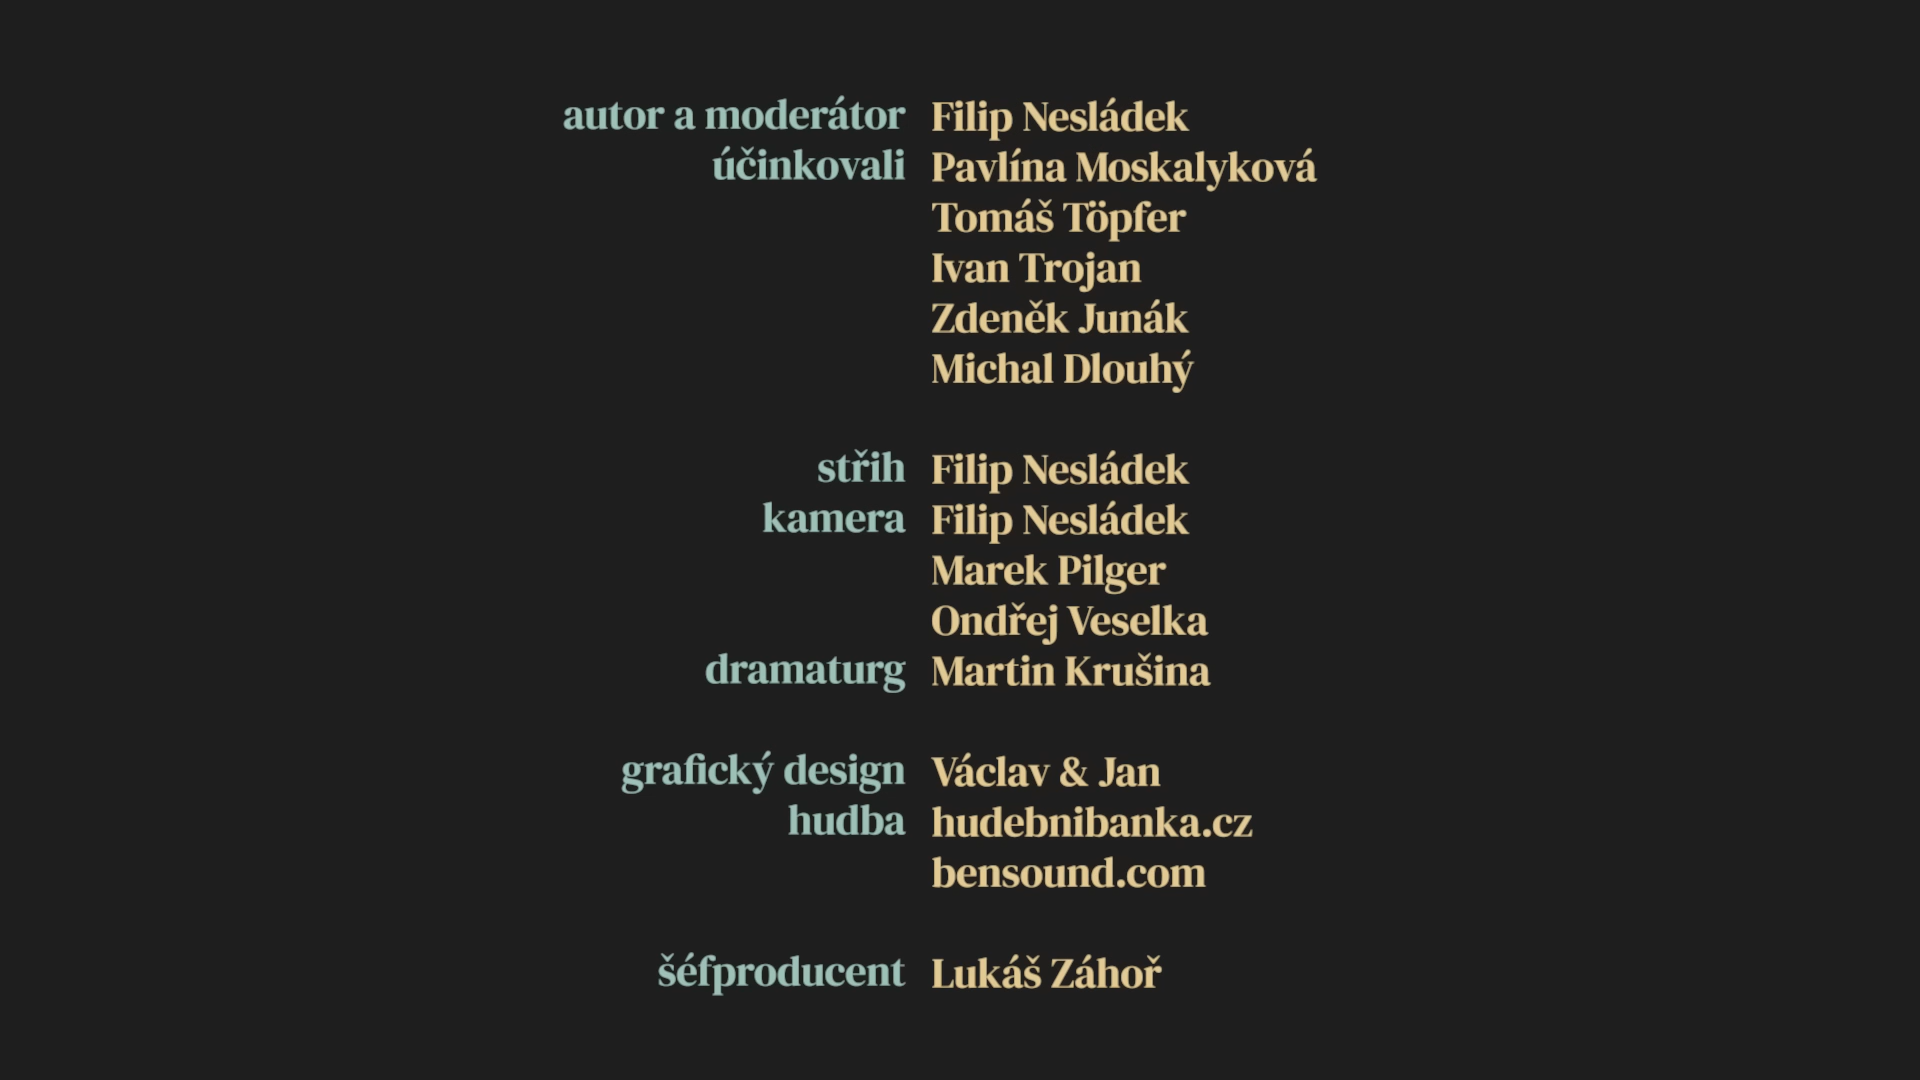 autor a moderátor Filip Nesládek
účinkovali Pavlína Moskalyková
Tomáš Töpfer
Ivan Trojan
Zdeněk Junák
Michal Dlouhý
střih Filip Nesládek
kamera Filip Nesládek
Marek Pilger
Ondřej Veselka
dramaturg Martin Krušina
grafický design Václav & Jan
hudba hudebnibanka.cz
bensound.com
šéfproducent Lukáš Záhoř